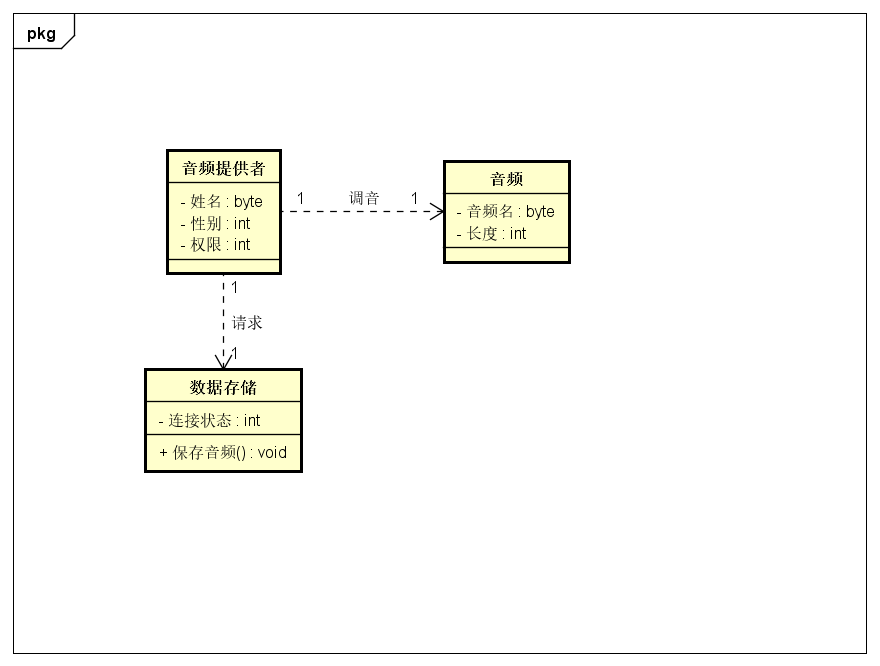 pkg
音频提供者
- 姓名 : byte
- 性别 : int
- 权限 : int
1 调音 1
音频
- 音频名 : byte
- 长度 : int
1
请求
1
数据存储
- 连接状态 : int
+ 保存音频() : void